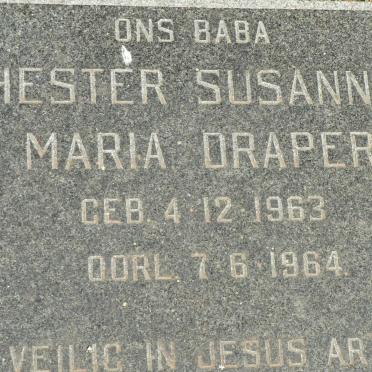 ONS BABA
HESTER SUSANN
MARIA DRAPER
GEB. 4·12·1963
OORL. 7·6·1964.
VEILIG IN JESUS AR